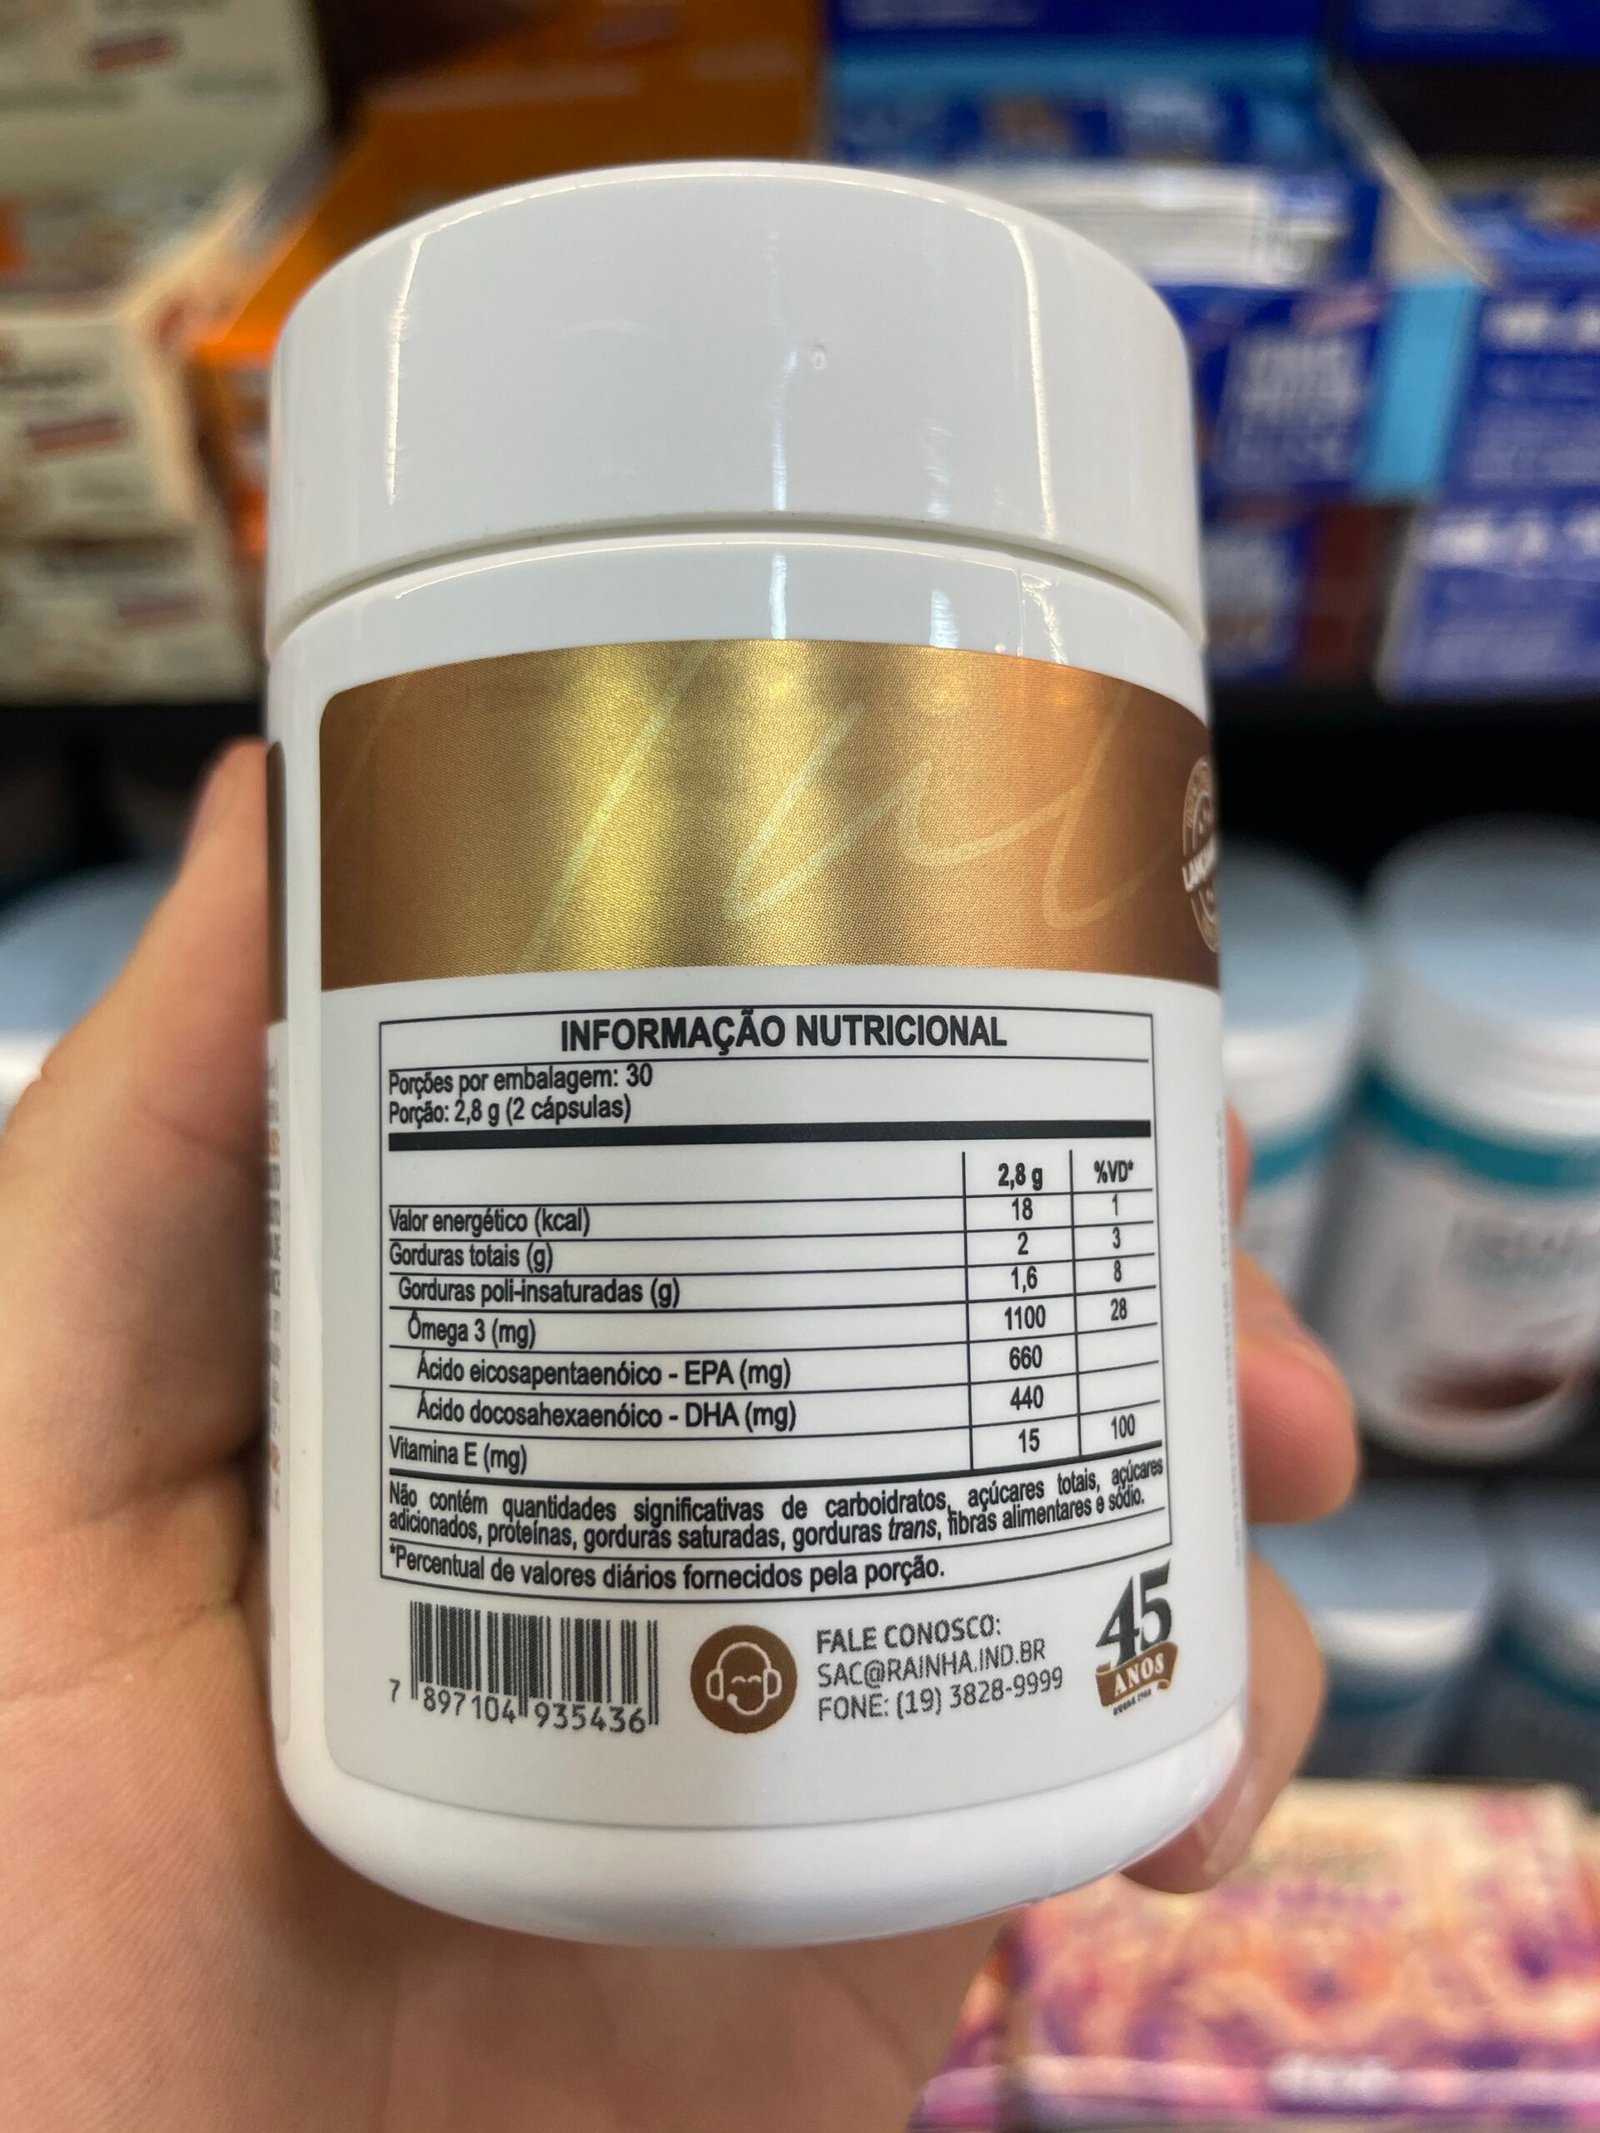 INFORMAÇÃO NUTRICIONAL
Porções por embalagem: 30
Porção: 2,8 g (2 cápsulas)
2,8 g %VD*
Valor energético (kcal) 18 1
Gorduras totais (g) 2 3
Gorduras poli-insaturadas (g) 1,6 8
Ômega 3 (mg) 1100 28
Ácido eicosapentaenóico - EPA (mg) 660
Ácido docosahexaenóico - DHA (mg) 440
Vitamina E (mg) 15 100
Não contém quantidades significativas de carboidratos, açúcares totais, açúcares
adicionados, proteínas, gorduras saturadas, gorduras trans, fibras alimentares e sódio.
*Percentual de valores diários fornecidos pela porção.
7 897104 935436
FALE CONOSCO:
SAC@RAINHA.IND.BR
FONE: (19) 3828-9999
45
ANOS